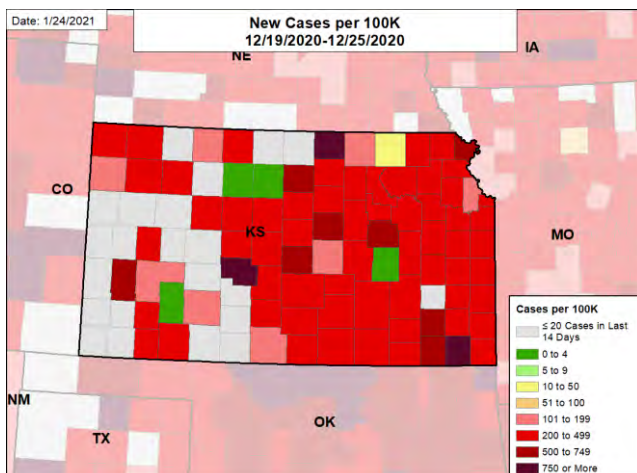 Date: 1/24/2021
New Cases per 100K
12/19/2020-12/25/2020
NE
IA
CO
KS
MO
Cases per 100K
≤ 20 Cases in Last
14 Days
0 to 4
5 to 9
10 to 50
51 to 100
101 to 199
200 to 499
500 to 749
750 or More
NM
TX
OK